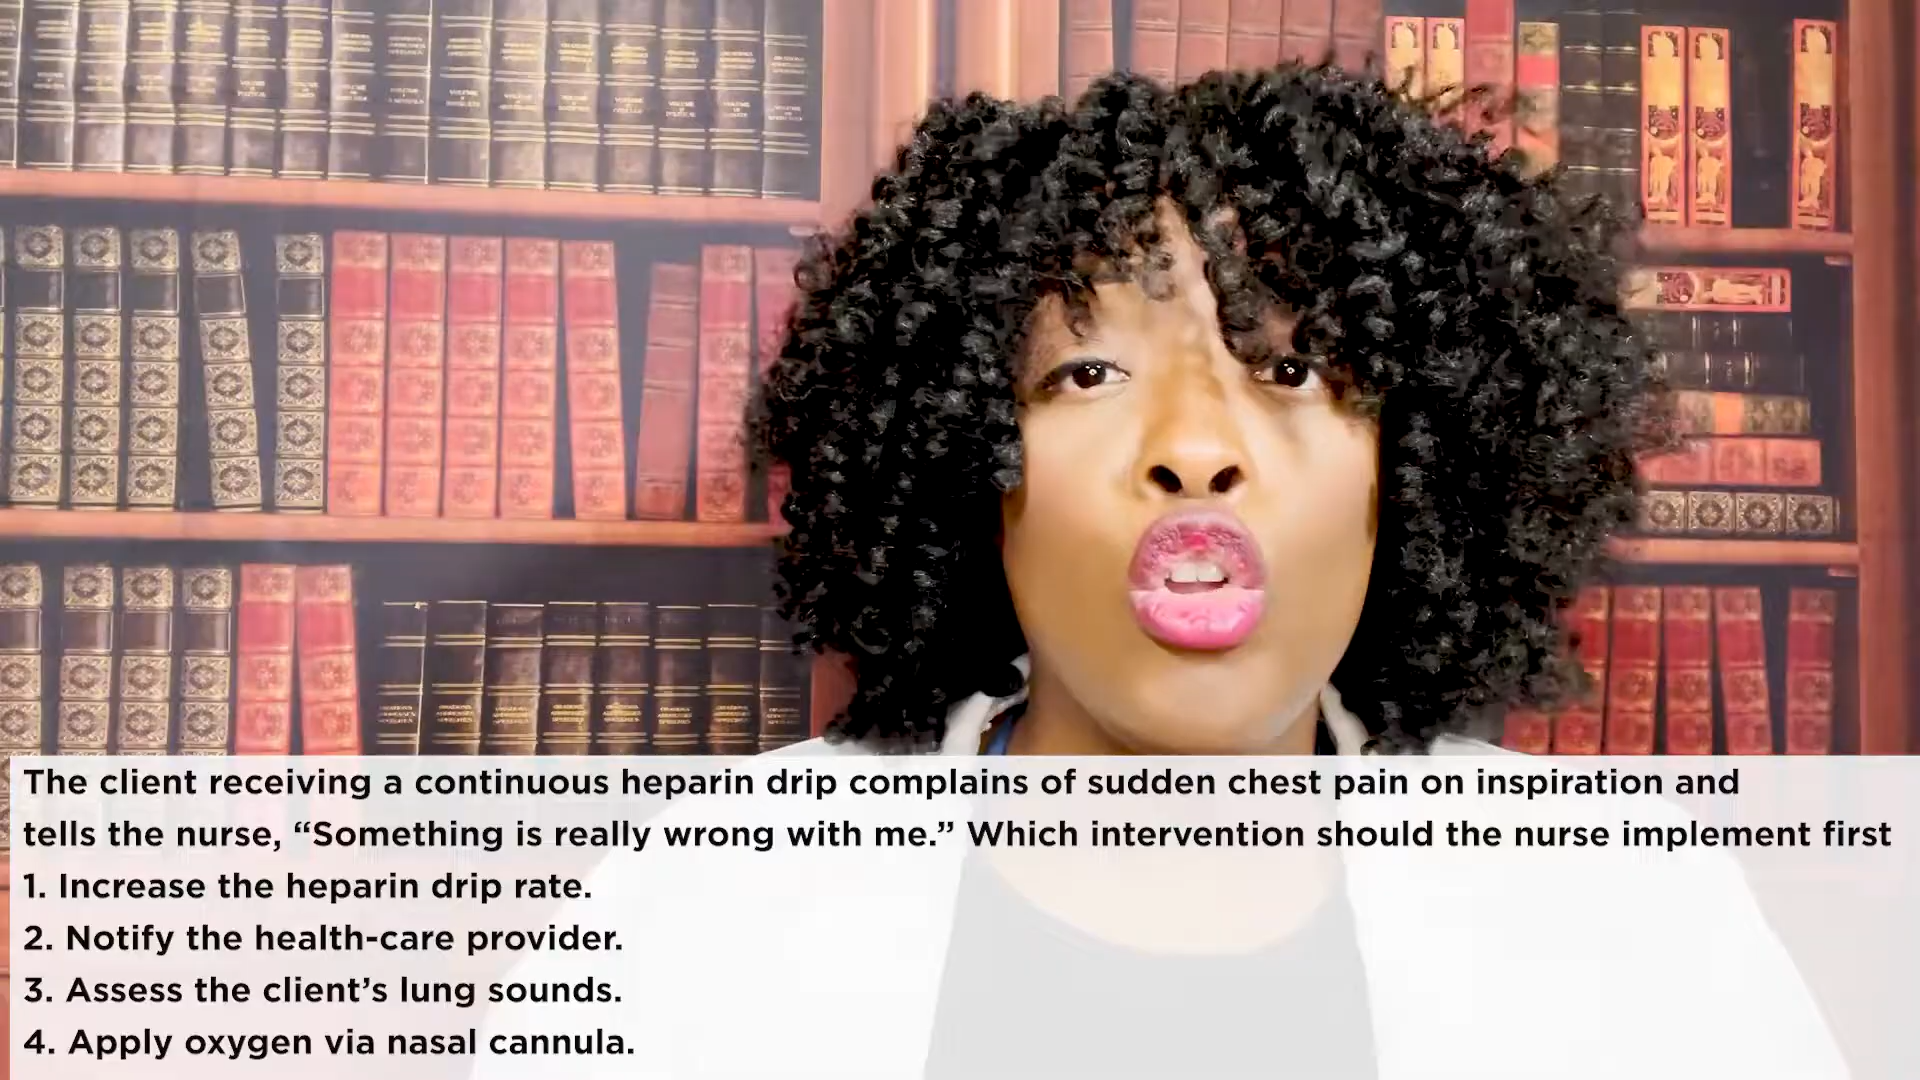 The client receiving a continuous heparin drip complains of sudden chest pain on inspiration and
tells the nurse, “Something is really wrong with me.” Which intervention should the nurse implement first
1. Increase the heparin drip rate.
2. Notify the health-care provider.
3. Assess the client’s lung sounds.
4. Apply oxygen via nasal cannula.